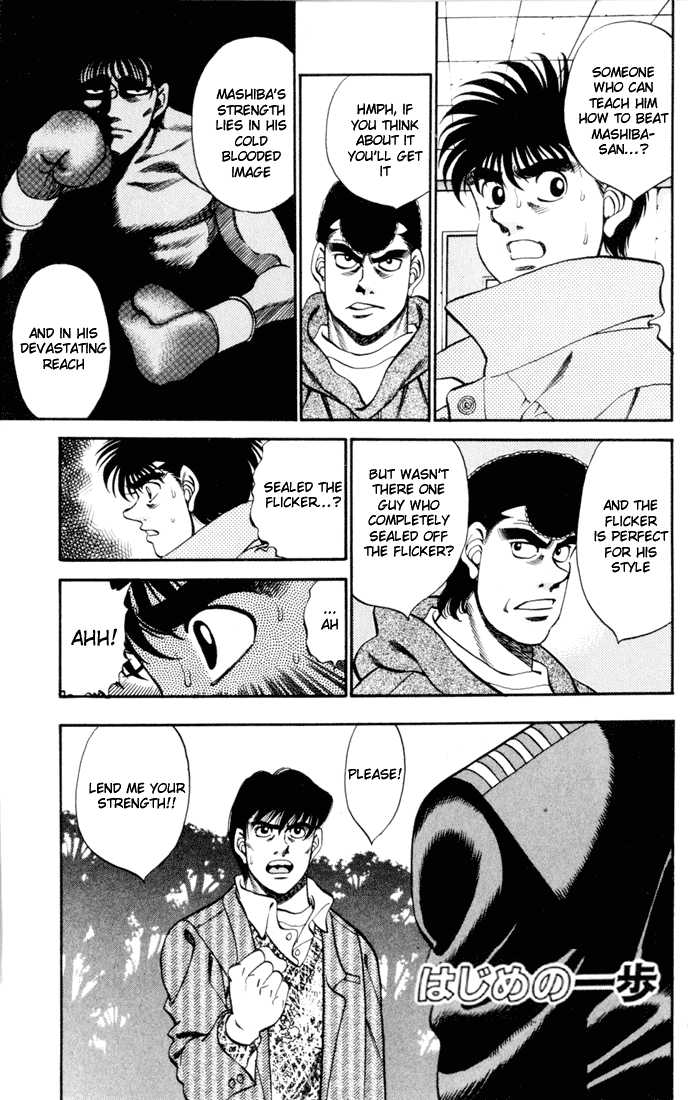 SOMEONE
WHO CAN
TEACH HIM
HOW TO BEAT
MASHIBA-
SAN...?
HMPH, IF
YOU THINK
ABOUT IT
YOU'LL GET
IT
MASHIBA'S
STRENGTH
LIES IN HIS
COLD
BLOODED
IMAGE
AND IN HIS
DEVASTATING
REACH
AND THE
FLICKER
IS PERFECT
FOR HIS
STYLE
BUT WASN'T
THERE ONE
GUY WHO
COMPLETELY
SEALED OFF
THE FLICKER?
SEALED THE
FLICKER...?
...
AH
AHH!
PLEASE!
LEND ME YOUR
STRENGTH!!
はじめの一歩